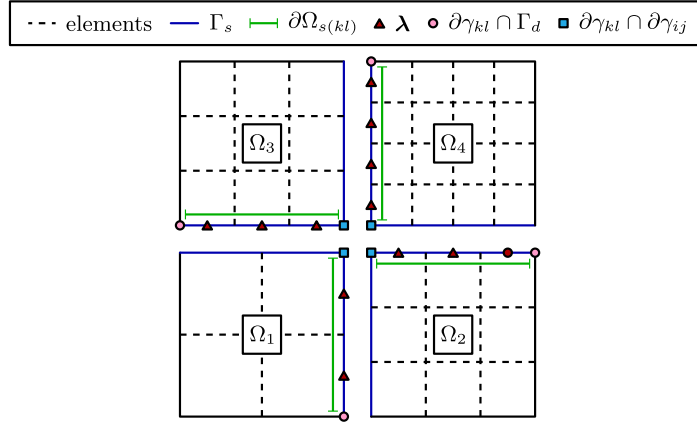 elements Γ_s ∂Ω_{s(kl)} λ ∂γ_{kl} ∩ Γ_d ∂γ_{kl} ∩ ∂γ_{ij}
Ω_3 Ω_4
Ω_1 Ω_2